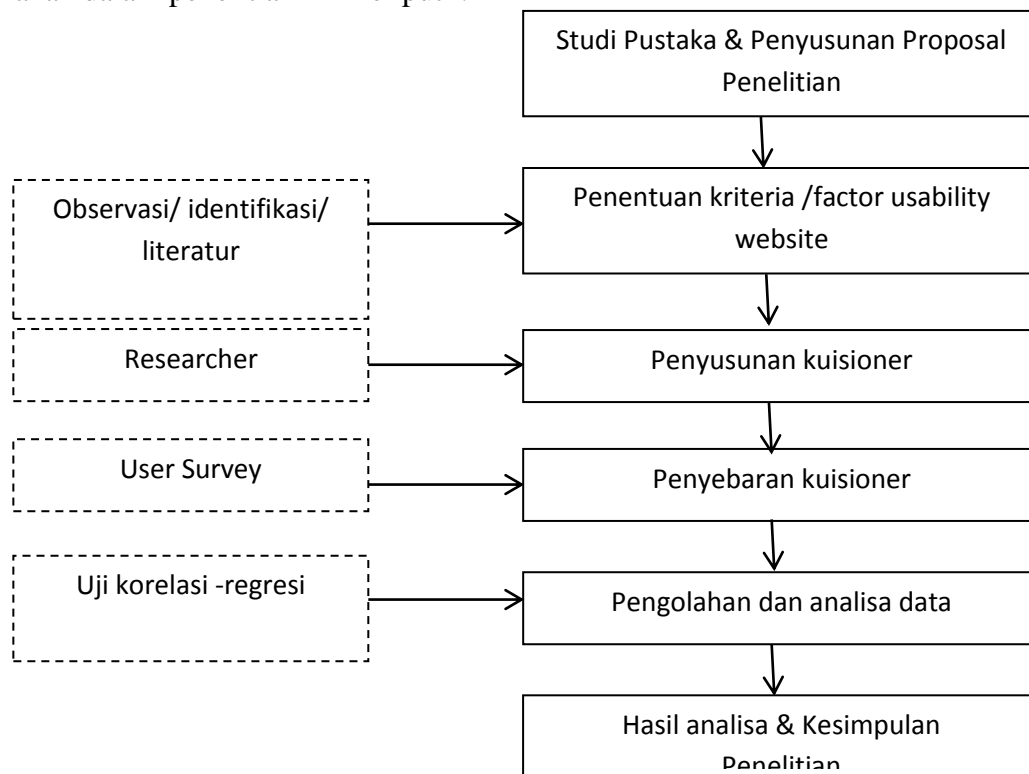 Studi Pustaka & Penyusunan Proposal
Penelitian
Observasi/ identifikasi/
literatur
Penentuan kriteria /factor usability
website
Researcher
Penyusunan kuisioner
User Survey
Penyebaran kuisioner
Uji korelasi -regresi
Pengolahan dan analisa data
Hasil analisa & Kesimpulan
Penelitian